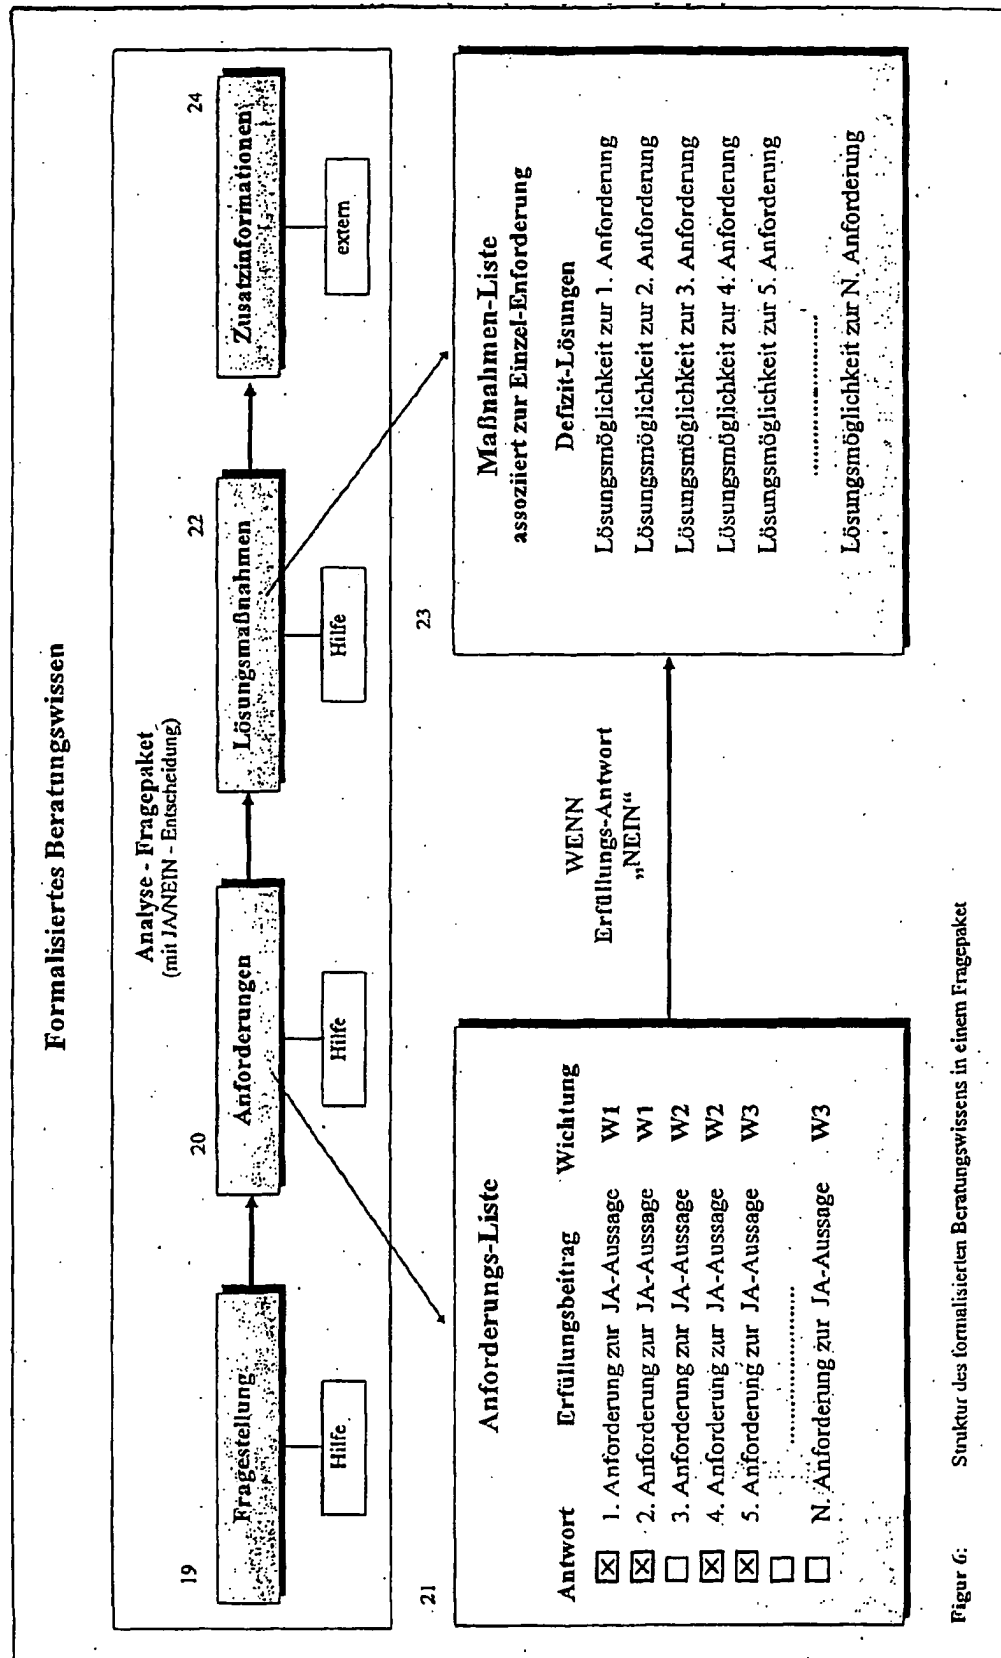 Formalisiertes Beratungswissen
Analyse - Fragepaket
(mit JA/NEIN - Entscheidung)
19
20
22
24
Fragestellung
Anforderungen
Lösungsmaßnahmen
Zusatzinformationen
Hilfe
Hilfe
Hilfe
extern
21
Anforderungs-Liste
Antwort Erfüllungsbeitrag Wichtung
1. Anforderung zur JA-Aussage W1
2. Anforderung zur JA-Aussage W1
3. Anforderung zur JA-Aussage W2
4. Anforderung zur JA-Aussage W2
5. Anforderung zur JA-Aussage W3
....................
N. Anforderung zur JA-Aussage W3
WENN
Erfüllungs-Antwort
„NEIN“
23
Maßnahmen-Liste
assoziiert zur Einzel-Enforderung
Defizit-Lösungen
Lösungsmöglichkeit zur 1. Anforderung
Lösungsmöglichkeit zur 2. Anforderung
Lösungsmöglichkeit zur 3. Anforderung
Lösungsmöglichkeit zur 4. Anforderung
Lösungsmöglichkeit zur 5. Anforderung
....................
Lösungsmöglichkeit zur N. Anforderung
Figur 6: Struktur des formalisierten Beratungswissens in einem Fragepaket